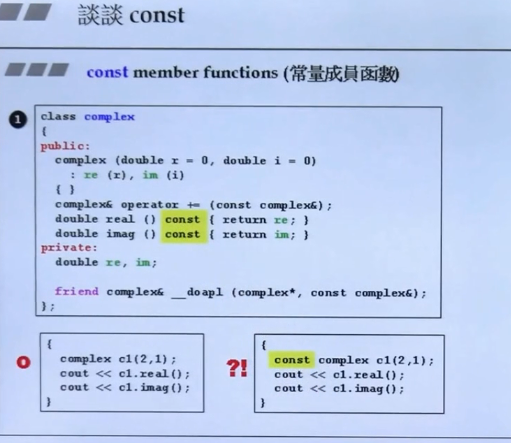 談談 const
const member functions (常量成員函數)
1
class complex
{
public:
complex (double r = 0, double i = 0)
: re (r), im (i)
{ }
complex& operator += (const complex&);
double real () const { return re; }
double imag () const { return im; }
private:
double re, im;
friend complex& __doapl (complex*, const complex&);
};
{
complex c1(2,1);
cout << c1.real();
cout << c1.imag();
}
?!
{
const complex c1(2,1);
cout << c1.real();
cout << c1.imag();
}